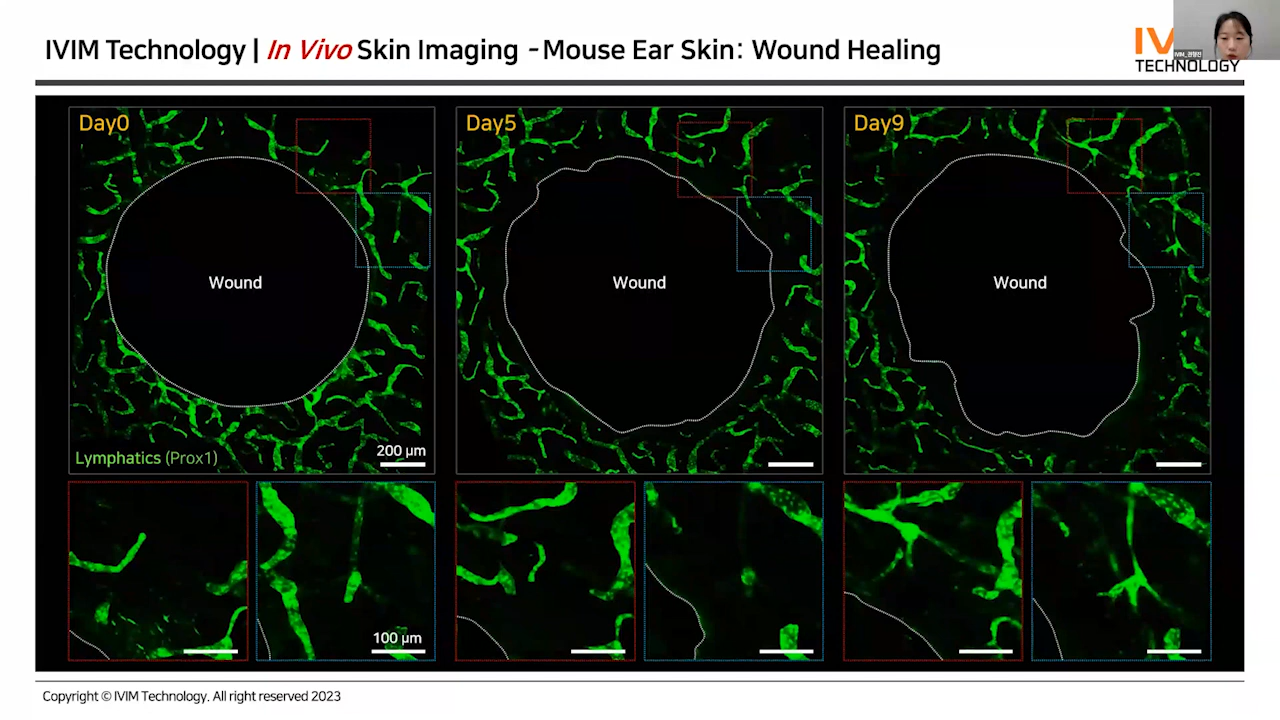 IVIM Technology | In Vivo Skin Imaging - Mouse Ear Skin: Wound Healing
IV
TECHNOLOGY
Day0
Day5
Day9
Wound
Wound
Wound
Lymphatics (Prox1)
200 µm
100 µm
Copyright © IVIM Technology. All right reserved 2023